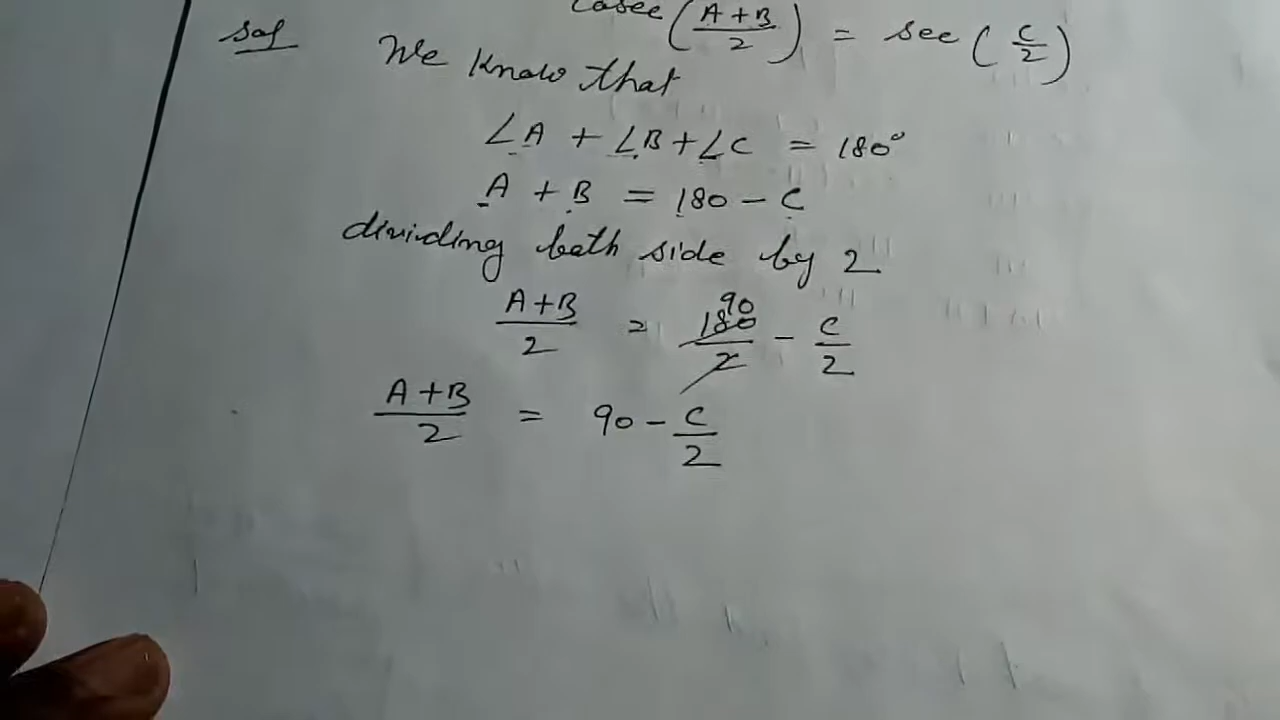 Cosec (A+B/2) = sec (C/2)
Sol We know that
∠A + ∠B + ∠C = 180°
A + B = 180 - C
dividing both side by 2
A+B/2 = 180/2 90 - C/2
A+B/2 = 90 - C/2